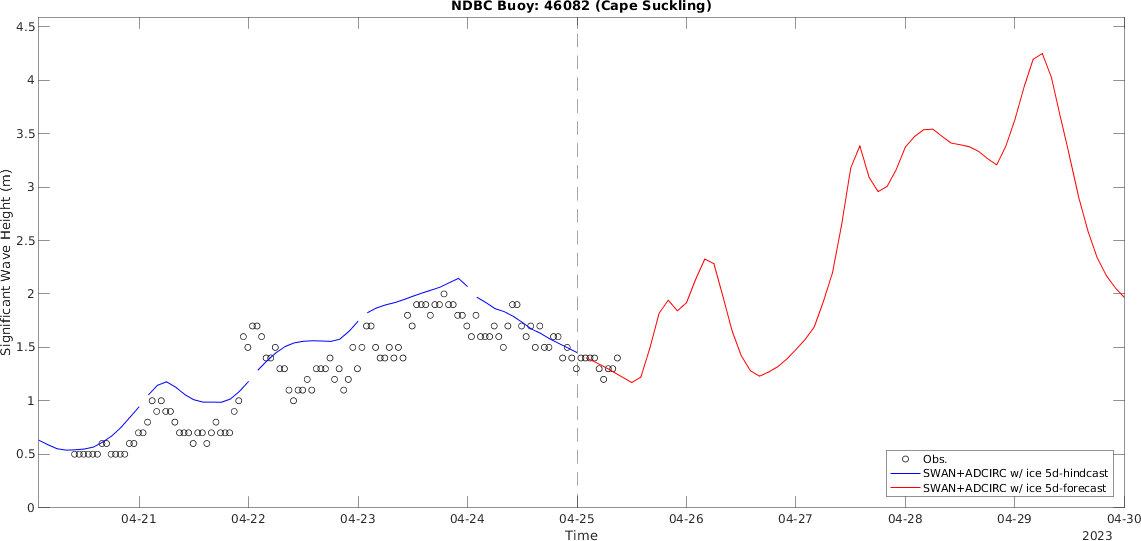 NDBC Buoy: 46082 (Cape Suckling)
4.5
4
3.5
3
2.5
2
1.5
1
0.5
0
Significant Wave Height (m)
Obs.
SWAN+ADCIRC w/ ice 5d-hindcast
SWAN+ADCIRC w/ ice 5d-forecast
04-21 04-22 04-23 04-24 04-25 04-26 04-27 04-28 04-29 04-30
Time
2023